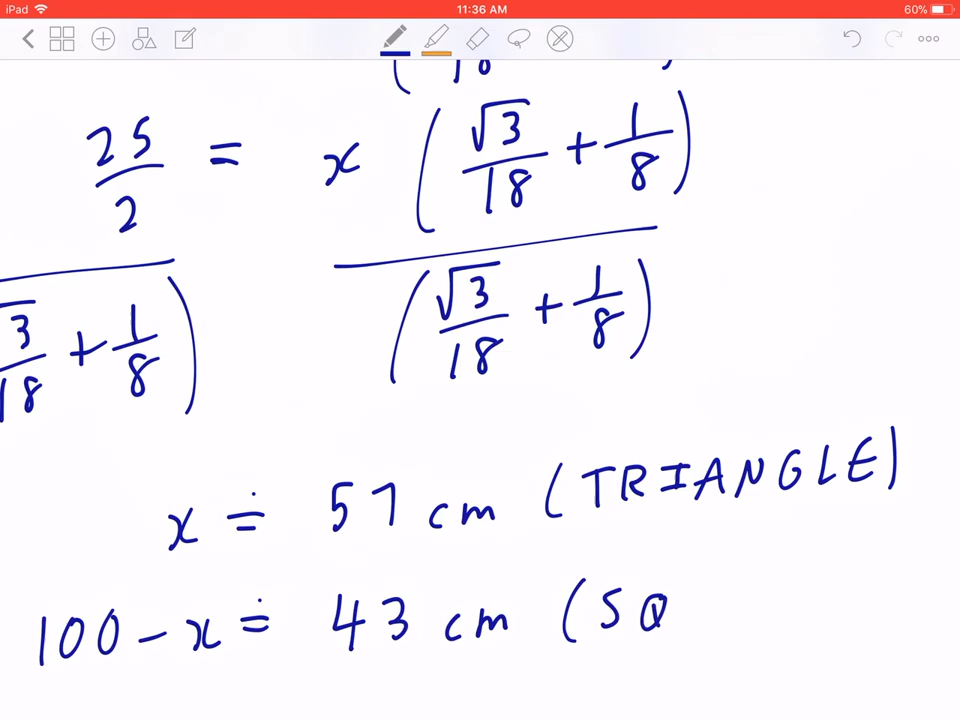 iPad 11:36 AM 60%
18
25/2 = x(√3/18 + 1/8)
3/18 + 1/8) (√3/18 + 1/8)
x ≐ 57 cm (TRIANGLE)
100 - x ≐ 43 cm (SQ